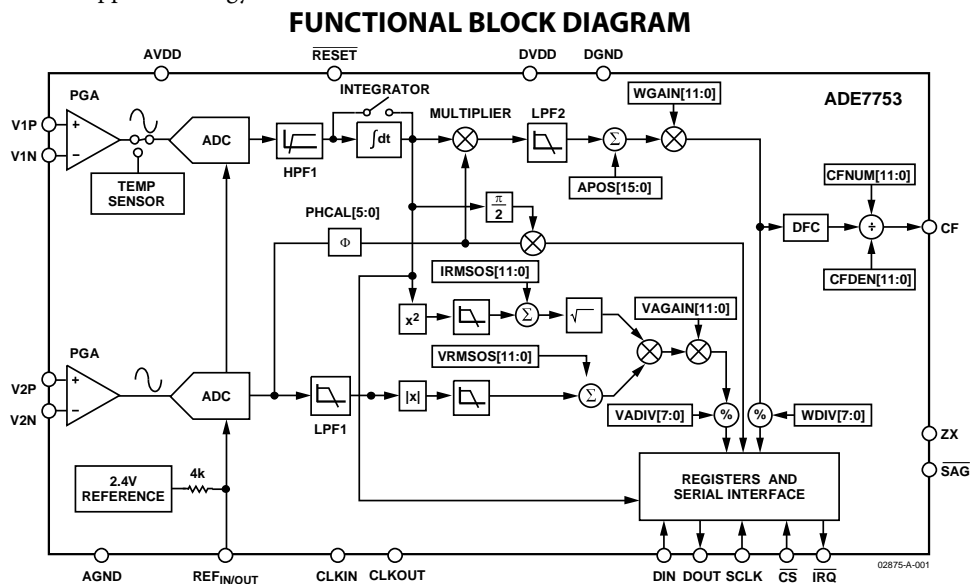 FUNCTIONAL BLOCK DIAGRAM
AVDD
RESET
DVDD
DGND
INTEGRATOR
WGAIN[11:0]
ADE7753
PGA
MULTIPLIER
LPF2
V1P
+
ADC
∫dt
Σ
V1N
−
HPF1
TEMP
SENSOR
APOS[15:0]
CFNUM[11:0]
PHCAL[5:0]
π
2
DFC
÷
CF
Φ
IRMSOS[11:0]
CFDEN[11:0]
x²
Σ
√
VAGAIN[11:0]
PGA
VRMSOS[11:0]
V2P
+
ADC
|x|
Σ
V2N
−
LPF1
VADIV[7:0]
%
%
WDIV[7:0]
ZX
2.4V
REFERENCE
4k
REGISTERS AND
SERIAL INTERFACE
SAG
AGND
REFIN/OUT
CLKIN
CLKOUT
DIN
DOUT
SCLK
CS
IRQ
02875-A-001